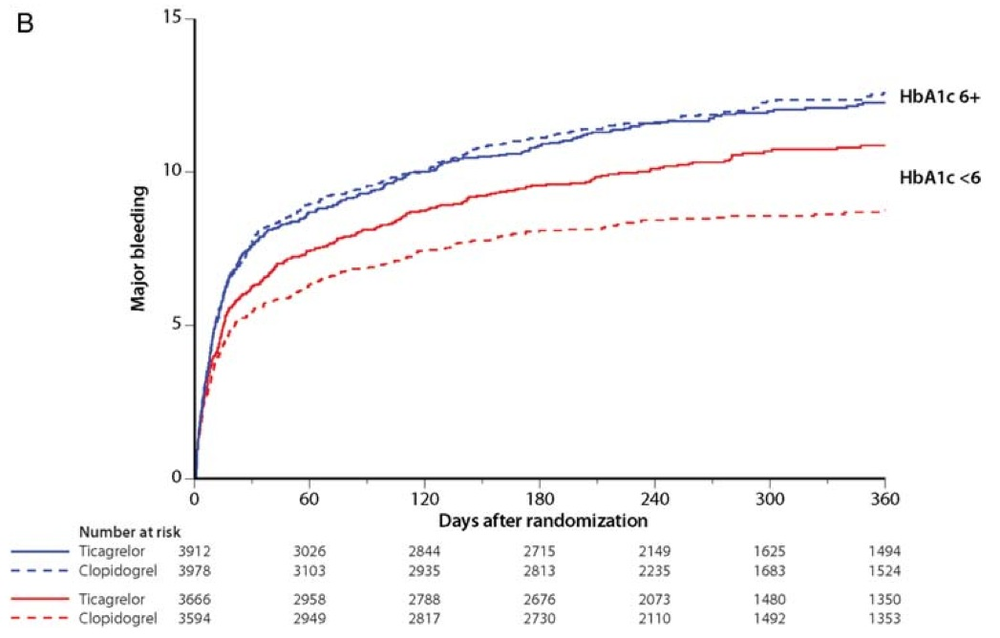 B
15
10
5
0
Major bleeding
HbA1c 6+
HbA1c <6
0 60 120 180 240 300 360
Days after randomization
Number at risk
Ticagrelor 3912 3026 2844 2715 2149 1625 1494
Clopidogrel 3978 3103 2935 2813 2235 1683 1524
Ticagrelor 3666 2958 2788 2676 2073 1480 1350
Clopidogrel 3594 2949 2817 2730 2110 1492 1353